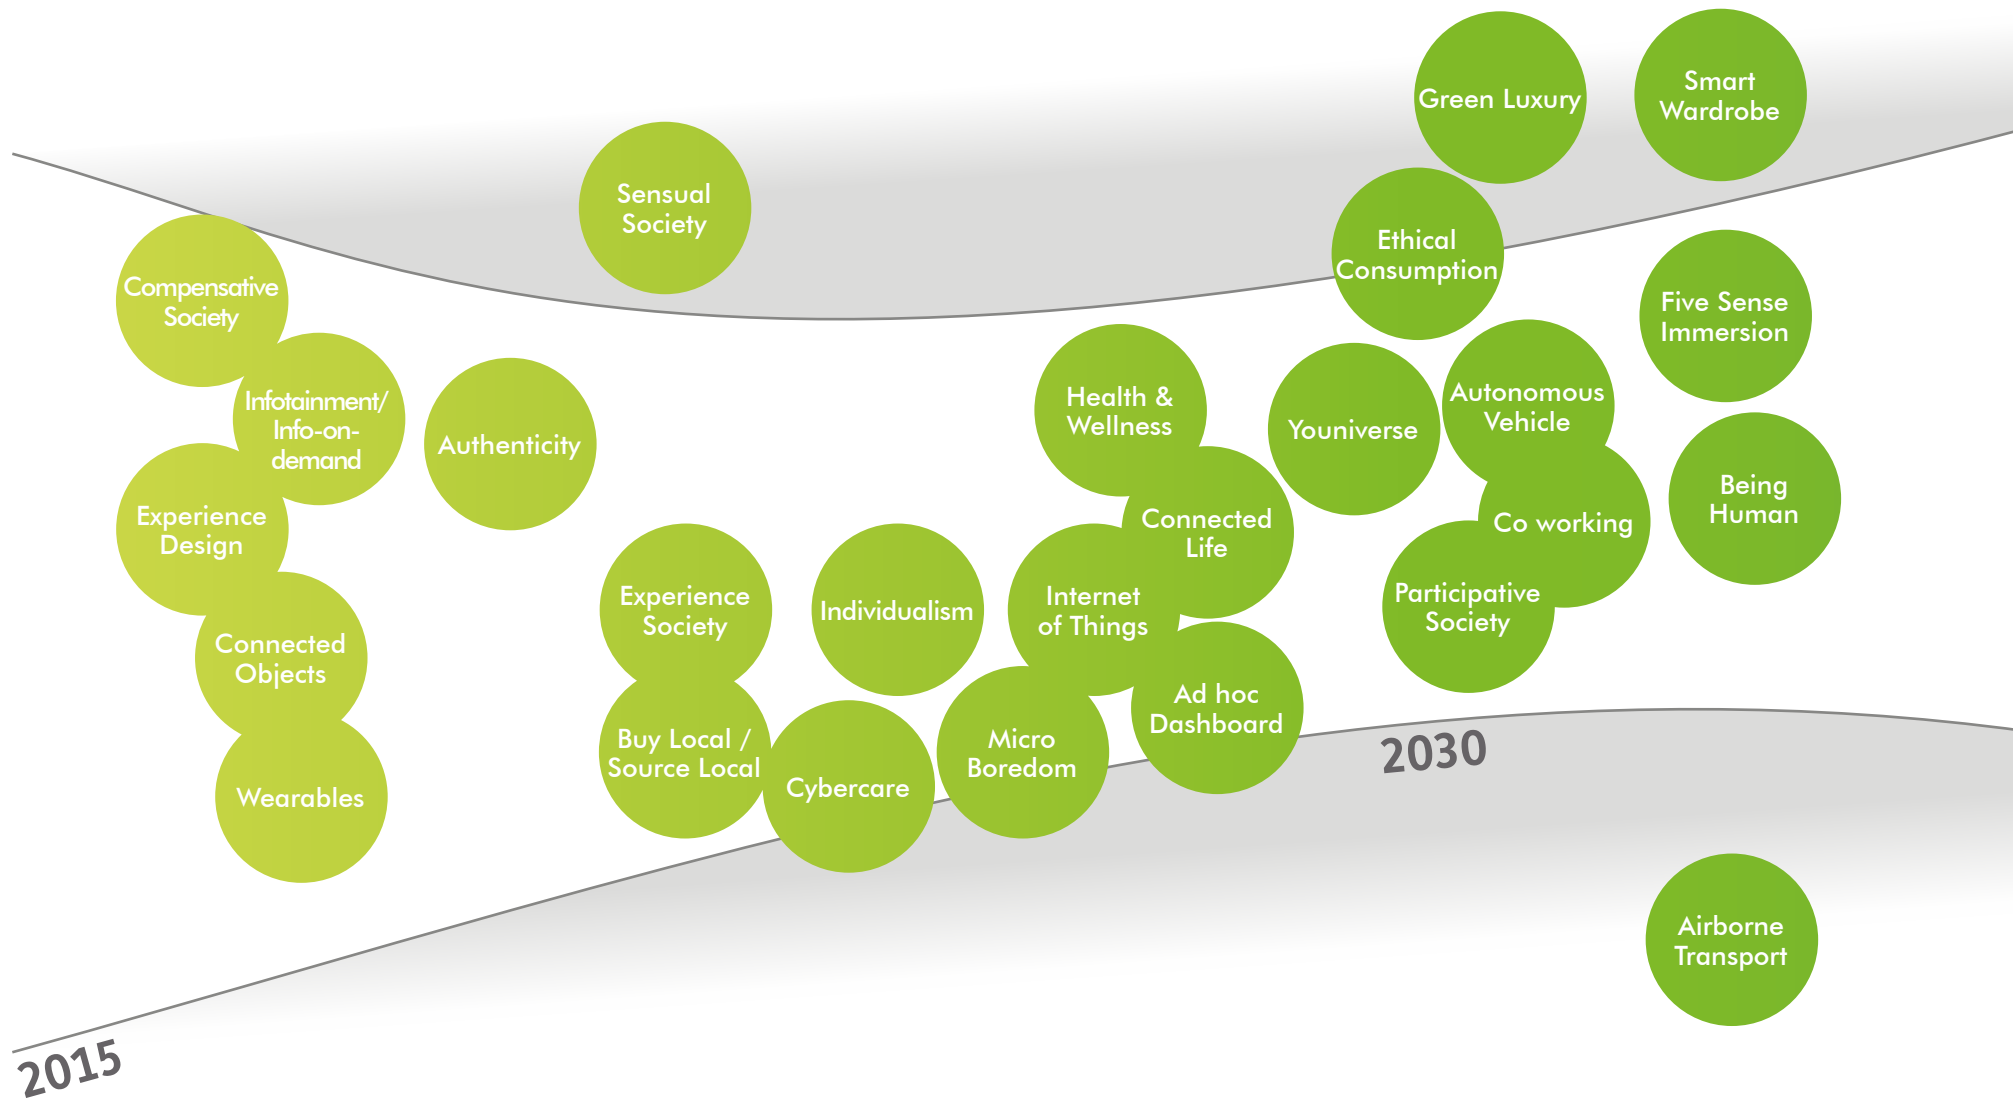 Green Luxury
Smart
Wardrobe
Sensual
Society
Ethical
Consumption
Compensative
Society
Five Sense
Immersion
Infotainment/
Info-on-
demand
Authenticity
Health &
Wellness
Youniverse
Autonomous
Vehicle
Being
Human
Experience
Design
Connected
Life
Co working
Experience
Society
Individualism
Internet
of Things
Participative
Society
Connected
Objects
Ad hoc
Dashboard
Buy Local /
Source Local
Cybercare
Micro
Boredom
2030
Wearables
Airborne
Transport
2015